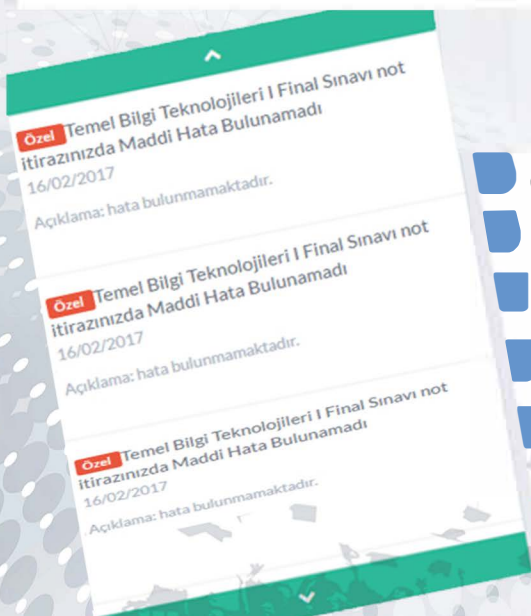 Özel Temel Bilgi Teknolojileri I Final Sınavı not
itirazınızda Maddi Hata Bulunamadı
16/02/2017
Açıklama: hata bulunmamaktadır.
Özel Temel Bilgi Teknolojileri I Final Sınavı not
itirazınızda Maddi Hata Bulunamadı
16/02/2017
Açıklama: hata bulunmamaktadır.
Özel Temel Bilgi Teknolojileri I Final Sınavı not
itirazınızda Maddi Hata Bulunamadı
16/02/2017
Açıklama: hata bulunmamaktadır.